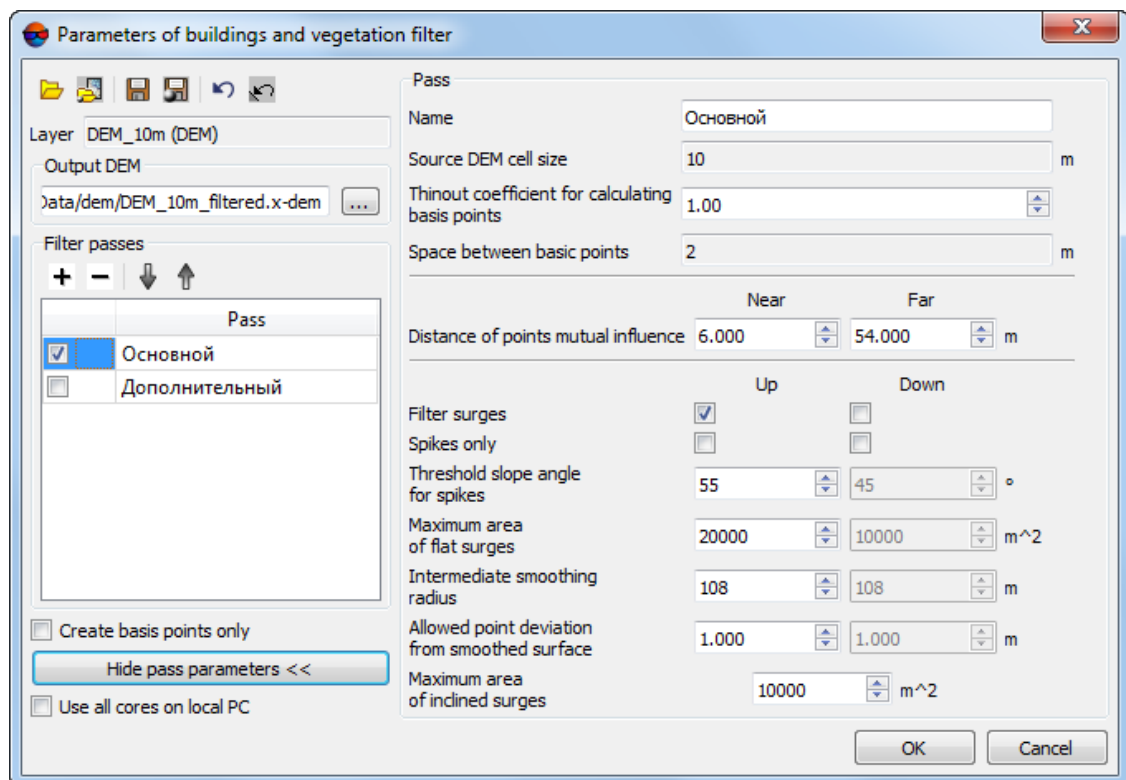 Parameters of buildings and vegetation filter
Layer DEM_10m (DEM)
Output DEM
Data/dem/DEM_10m_filtered.x-dem ...
Filter passes
Pass
Основной
Дополнительный
Create basis points only
Hide pass parameters <<
Use all cores on local PC
Pass
Name Основной
Source DEM cell size 10 m
Thinout coefficient for calculating
basis points 1.00
Space between basic points 2 m
Near Far
Distance of points mutual influence 6.000 54.000 m
Up Down
Filter surges
Spikes only
Threshold slope angle
for spikes 55 45 °
Maximum area
of flat surges 20000 10000 m^2
Intermediate smoothing
radius 108 108 m
Allowed point deviation
from smoothed surface 1.000 1.000 m
Maximum area
of inclined surges 10000 m^2
OK Cancel